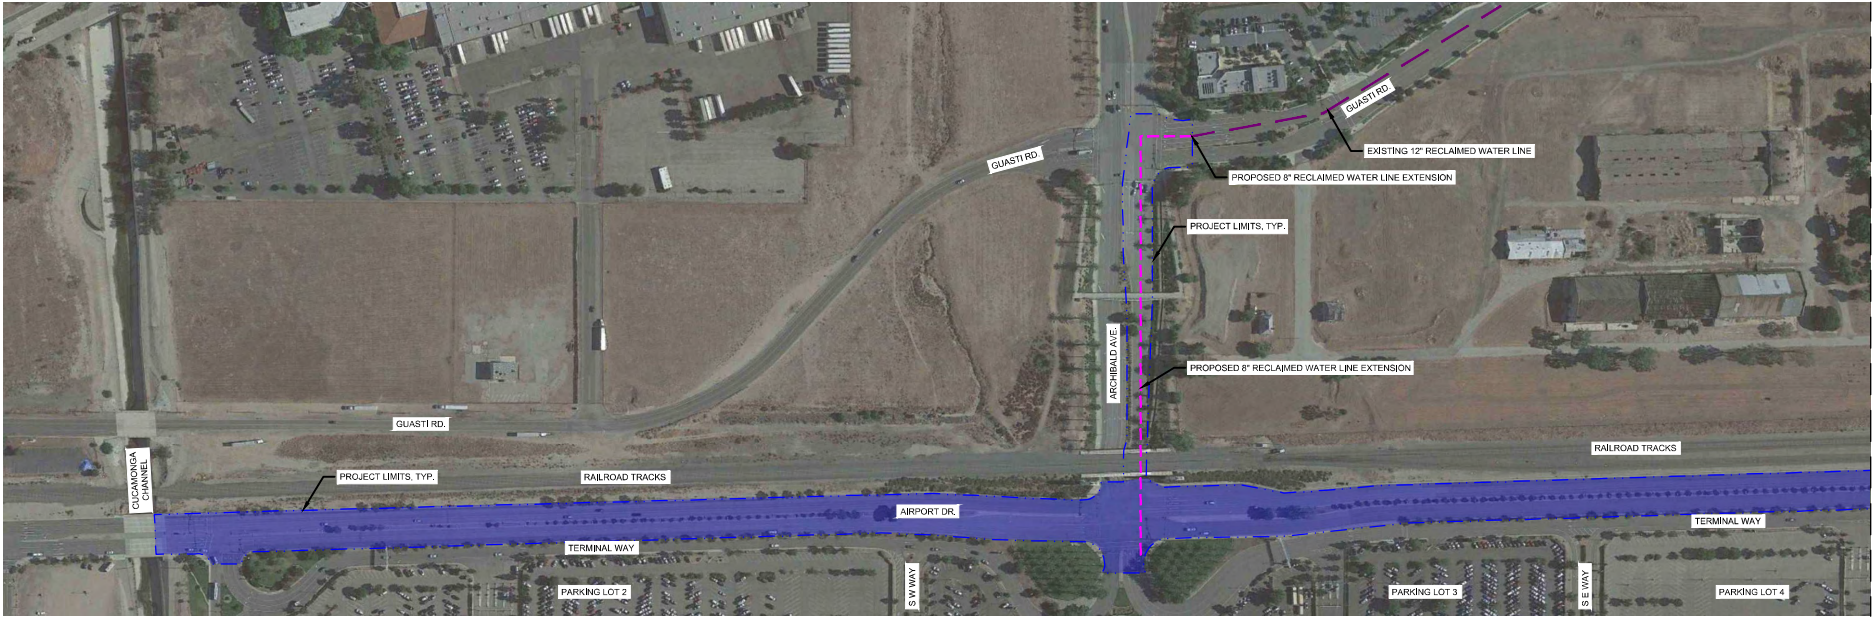 GUASTI RD.
EXISTING 12" RECLAIMED WATER LINE
GUASTI RD.
PROPOSED 8" RECLAIMED WATER LINE EXTENSION
PROJECT LIMITS, TYP.
ARCHIBALD AVE.
PROPOSED 8" RECLAIMED WATER LINE EXTENSION
GUASTI RD.
RAILROAD TRACKS
CUCAMONGA
CHANNEL
PROJECT LIMITS, TYP.
RAILROAD TRACKS
AIRPORT DR.
TERMINAL WAY
TERMINAL WAY
PARKING LOT 2
S W WAY
PARKING LOT 3
S E WAY
PARKING LOT 4